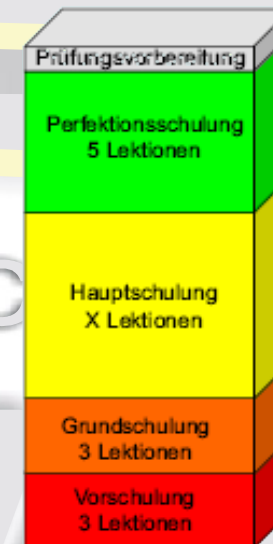 Prüfungsvorbereitung
Perfektionsschulung
5 Lektionen
Hauptschulung
X Lektionen
Grundschulung
3 Lektionen
Vorschulung
3 Lektionen